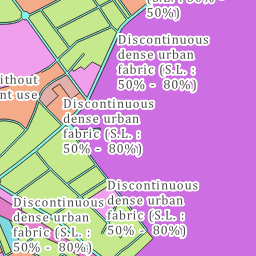 (S.L. : 30% -
50%)
Discontinuous
dense urban
fabric (S.L. :
50% -  80%)
ithout
nt use
Discontinuous
dense urban
fabric (S.L. :
50% -  80%)
Discontinuous
dense urban
fabric (S.L. :
50% -  80%)
Discontinuous
dense urban
fabric (S.L. :
50% -  80%)